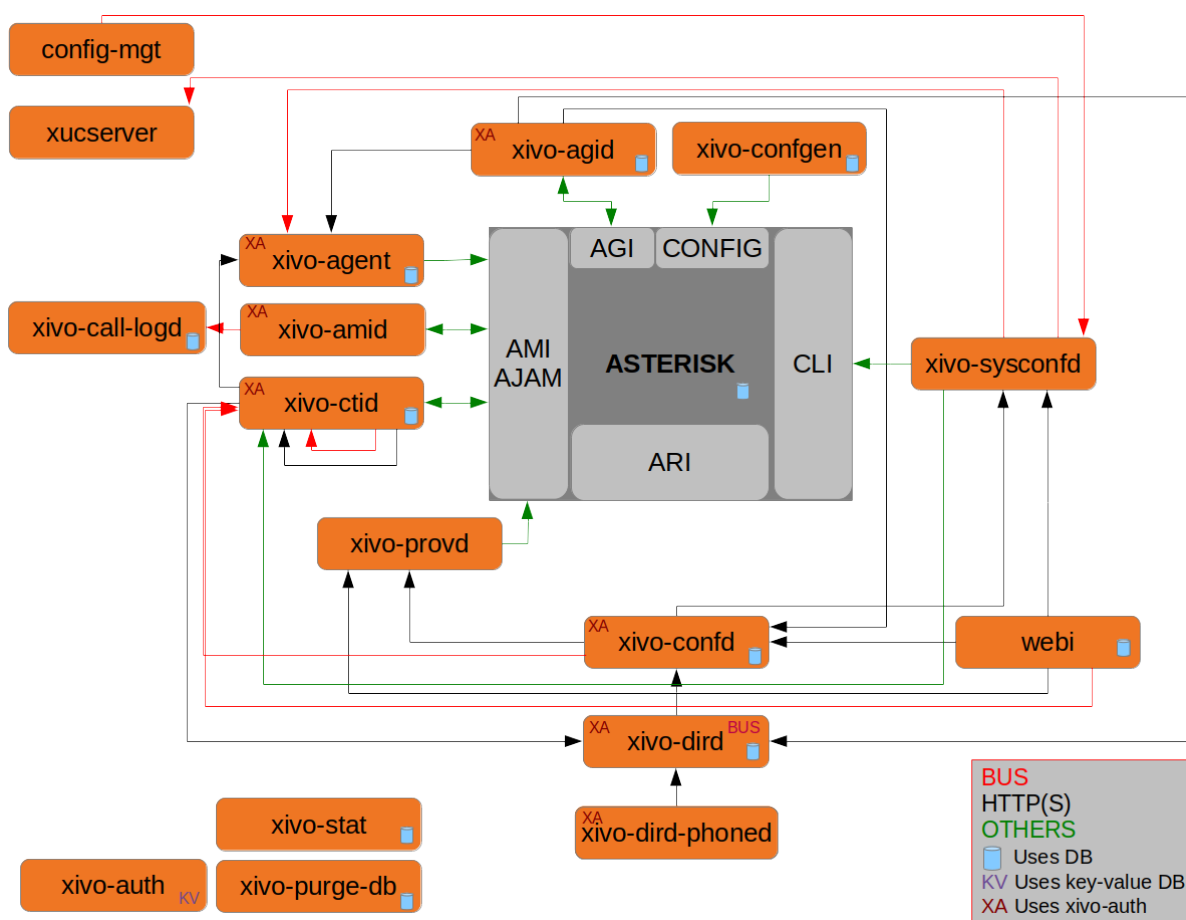 config-mgt
xucserver
XA
xivo-agid
xivo-confgen
XA
xivo-agent
AGI
CONFIG
xivo-call-logd
XA
xivo-amid
AMI
AJAM
ASTERISK
CLI
xivo-sysconfd
XA
xivo-ctid
ARI
xivo-provd
XA
xivo-confd
webi
XA
BUS
xivo-dird
XA
xivo-dird-phoned
xivo-stat
xivo-auth
KV
xivo-purge-db
BUS
HTTP(S)
OTHERS
Uses DB
KV Uses key-value DB
XA Uses xivo-auth